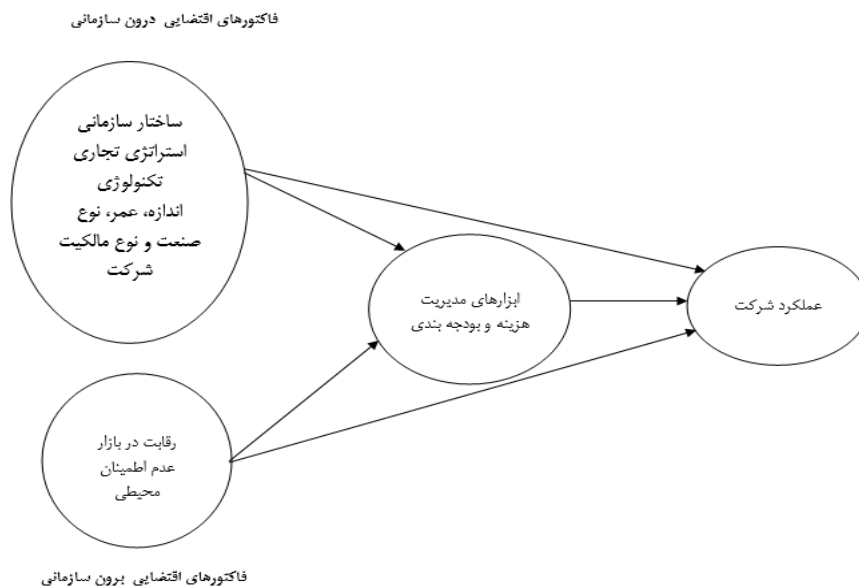 فاکتورهای اقتضایی درون سازمانی
ساختار سازمانی
استراتژی تجاری
تکنولوژی
اندازه، عمر، نوع
صنعت و نوع مالکیت
شرکت
ابزارهای مدیریت
هزینه و بودجه بندی
عملکرد شرکت
رقابت در بازار
عدم اطمینان
محیطی
فاکتورهای اقتضایی برون سازمانی